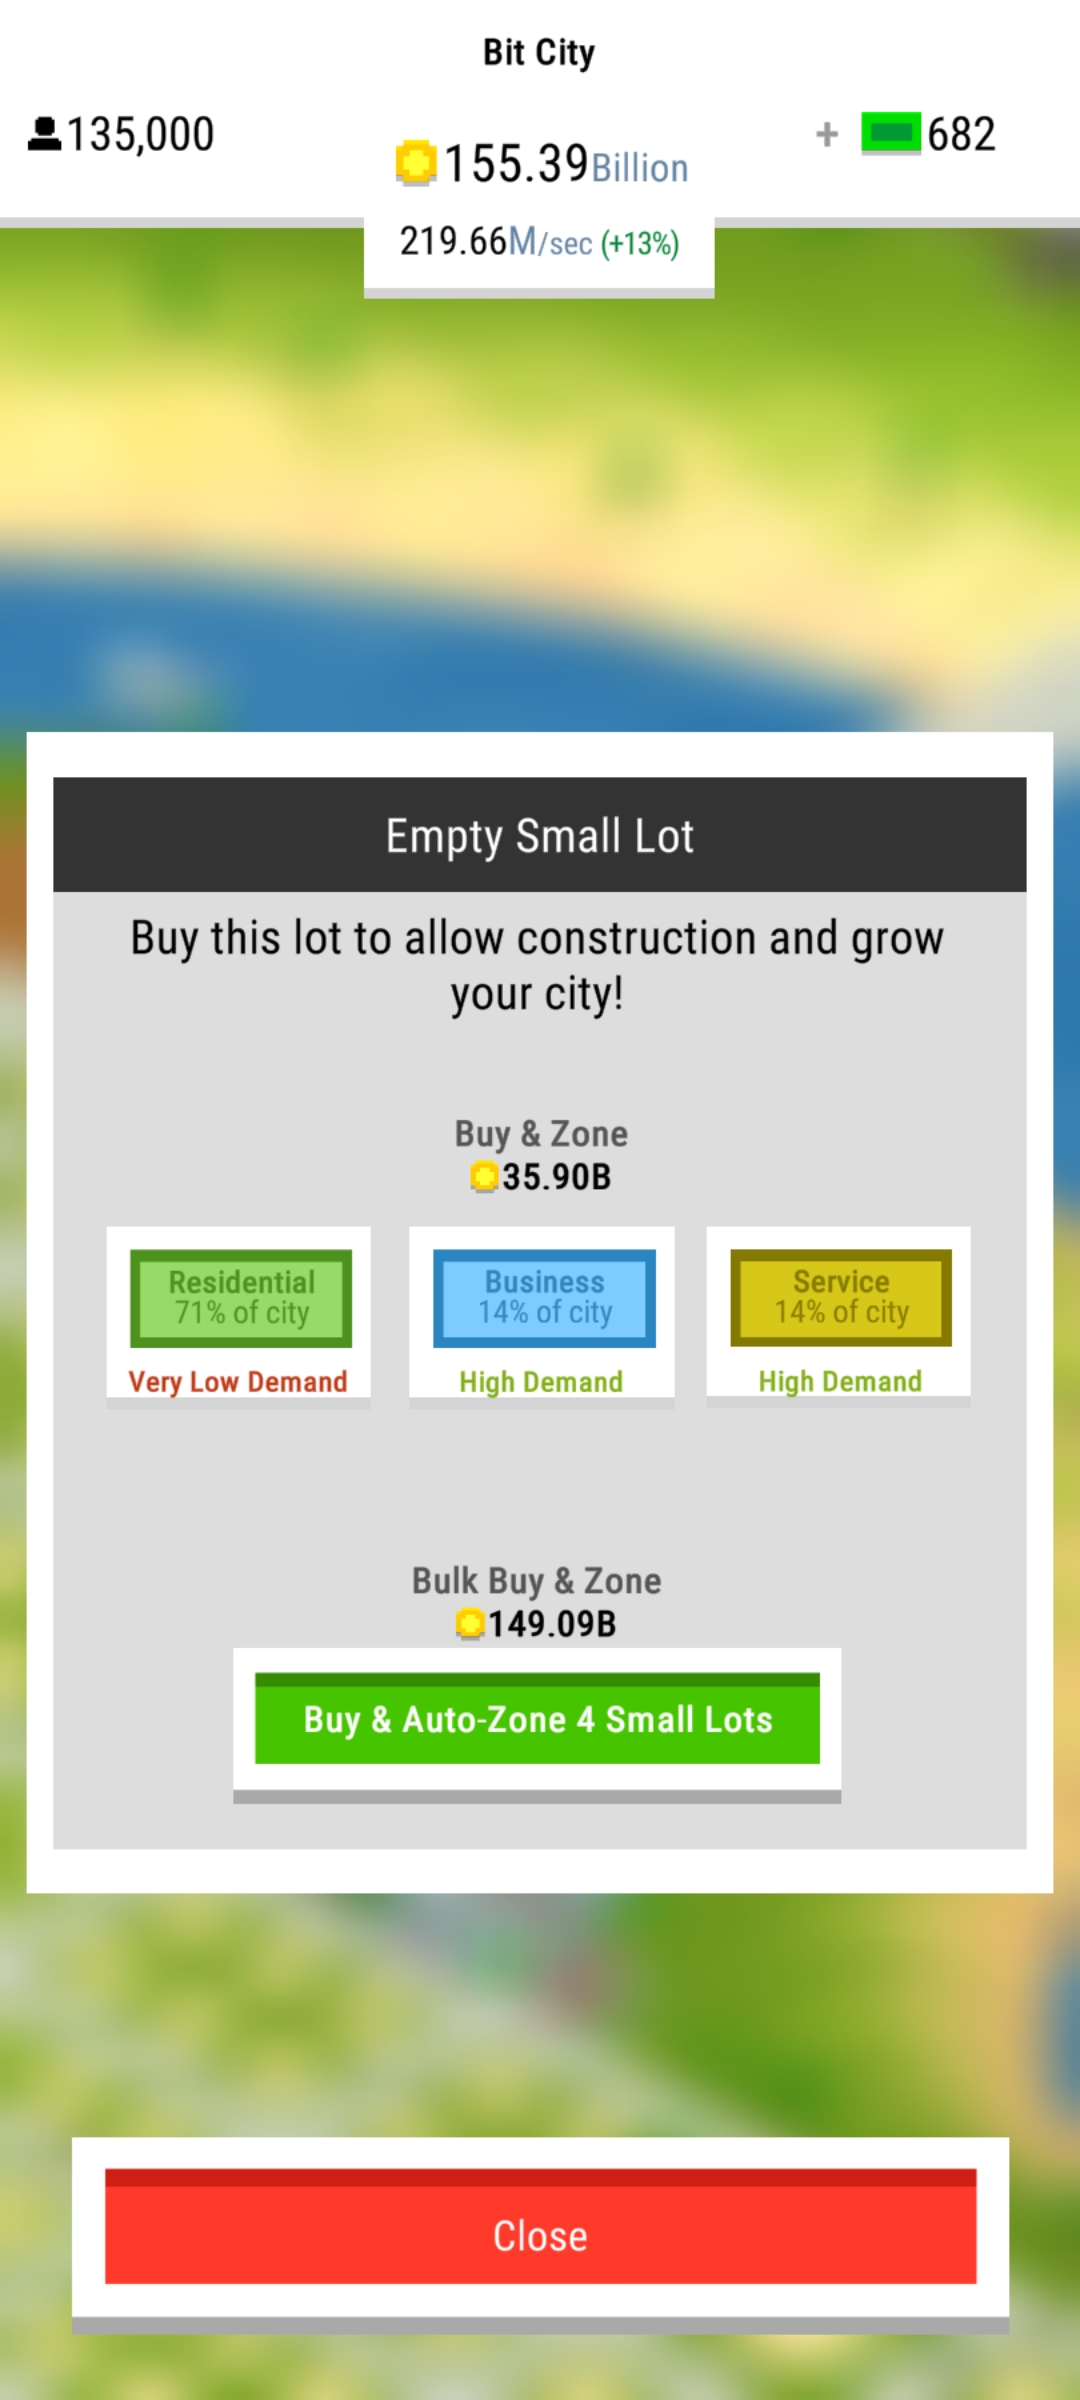 Bit City
135,000
155.39Billion
+ 682
219.66M/sec (+13%)
Empty Small Lot
Buy this lot to allow construction and grow
your city!
Buy & Zone
35.90B
Residential
71% of city
Very Low Demand
Business
14% of city
High Demand
Service
14% of city
High Demand
Bulk Buy & Zone
149.09B
Buy & Auto-Zone 4 Small Lots
Close